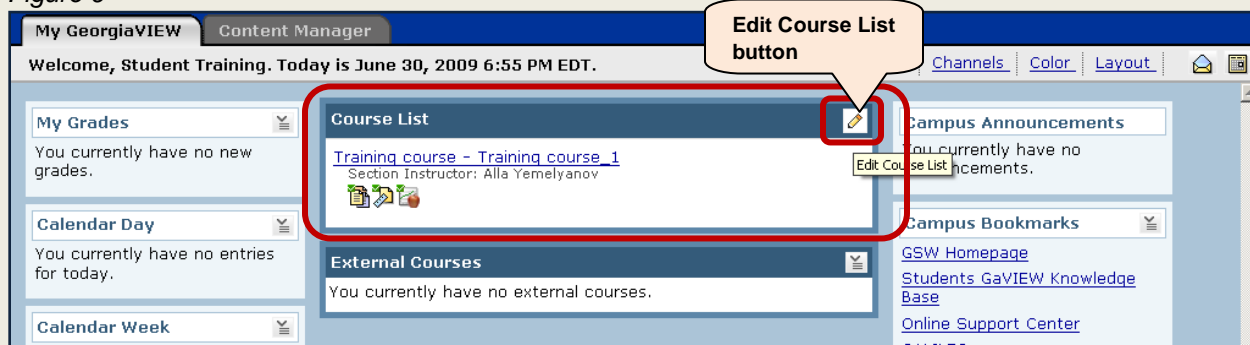 My GeorgiaVIEW
Content Manager
Edit Course List
button
Welcome, Student Training. Today is June 30, 2009 6:55 PM EDT.
Channels
Color
Layout
My Grades
You currently have no new
grades.
Calendar Day
You currently have no entries
for today.
Calendar Week
Course List
Training course - Training course_1
Section Instructor: Alla Yemelyanov
Edit Course List
External Courses
You currently have no external courses.
Campus Announcements
You currently have no
Campus Bookmarks
GSW Homepage
Students GaVIEW Knowledge
Base
Online Support Center